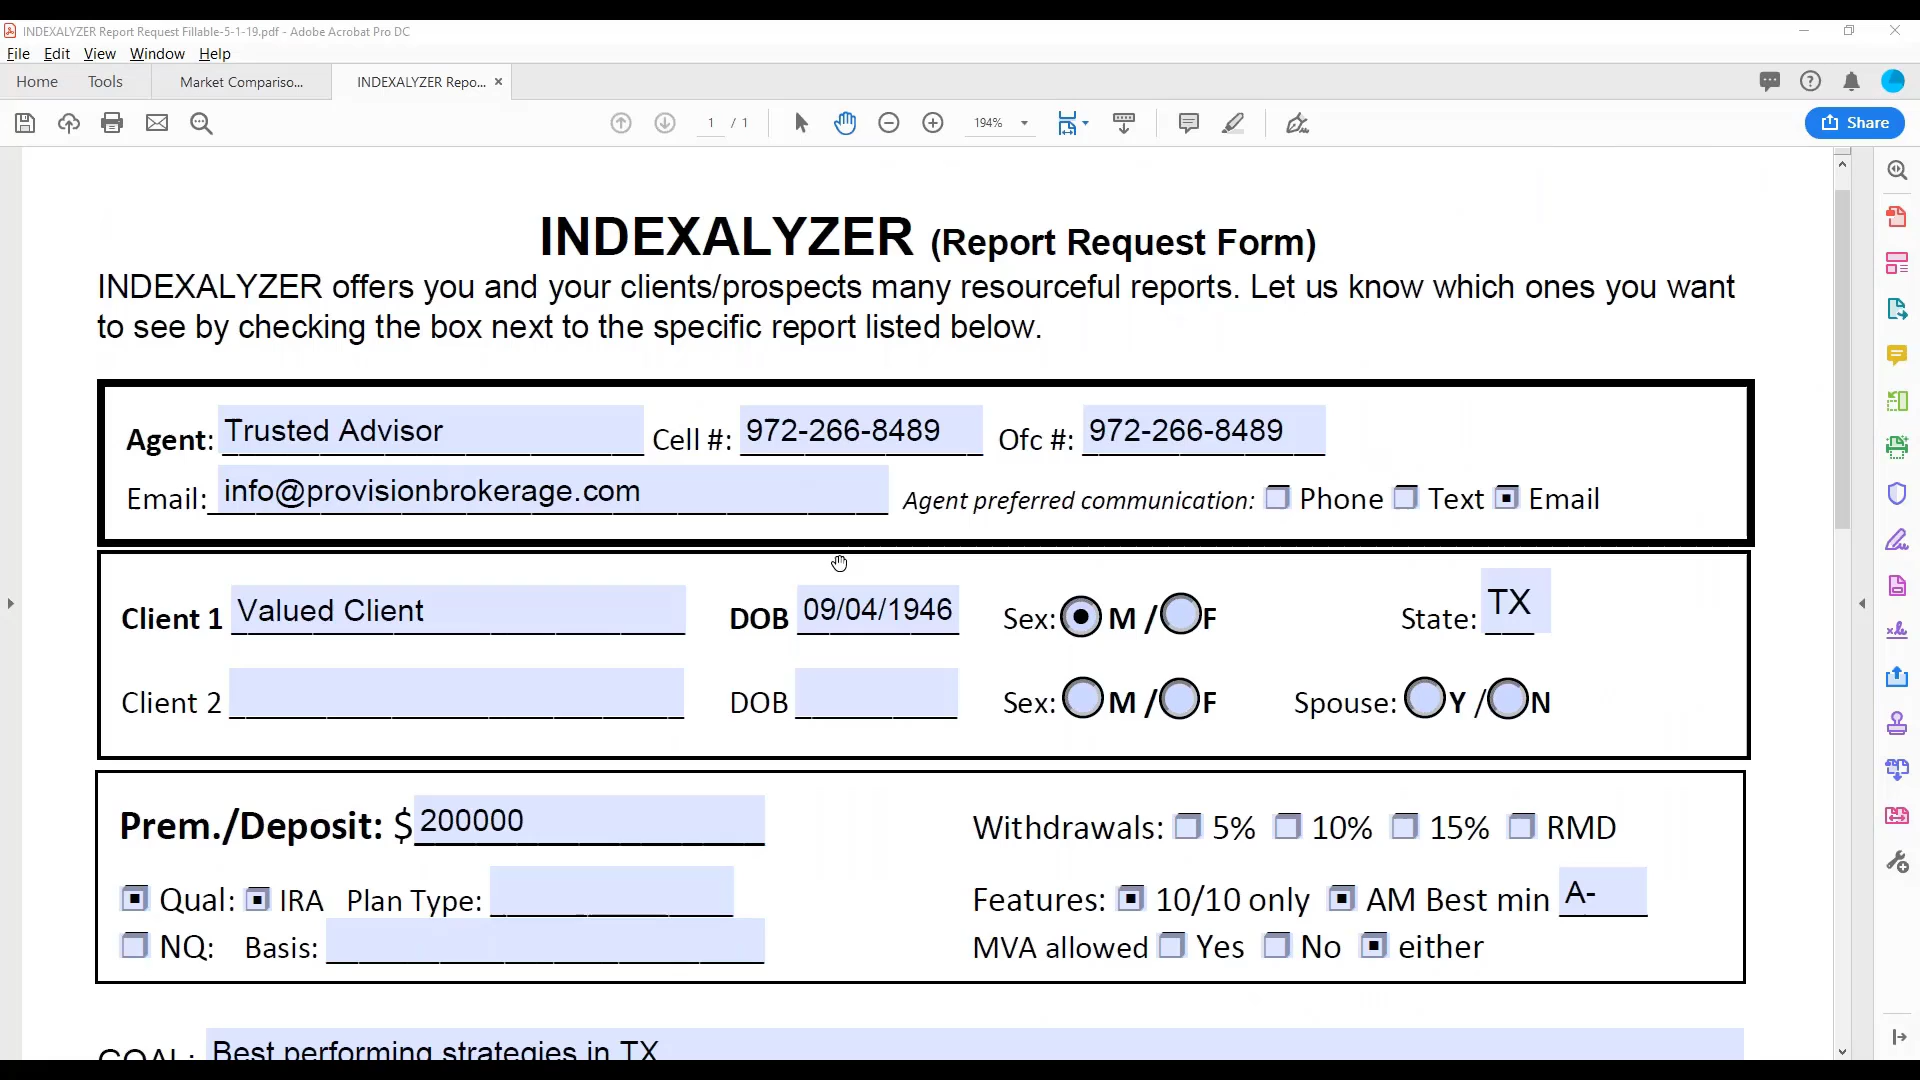 INDEXALYZER Report Request Fillable-5-1-19.pdf - Adobe Acrobat Pro DC
File Edit View Window Help
Home Tools Market Compariso... INDEXALYZER Repo... ×
1 / 1 194% Share
INDEXALYZER (Report Request Form)
INDEXALYZER offers you and your clients/prospects many resourceful reports. Let us know which ones you want
to see by checking the box next to the specific report listed below.
Agent: Trusted Advisor Cell #: 972-266-8489 Ofc #: 972-266-8489
Email: info@provisionbrokerage.com Agent preferred communication: Phone Text Email
Client 1 Valued Client DOB 09/04/1946 Sex: M / F State: TX
Client 2 DOB Sex: M / F Spouse: Y / N
Prem./Deposit: $ 200000 Withdrawals: 5% 10% 15% RMD
Qual: IRA Plan Type: Features: 10/10 only AM Best min A-
NQ: Basis: MVA allowed Yes No either
GOAL: Best performing strategies in TX